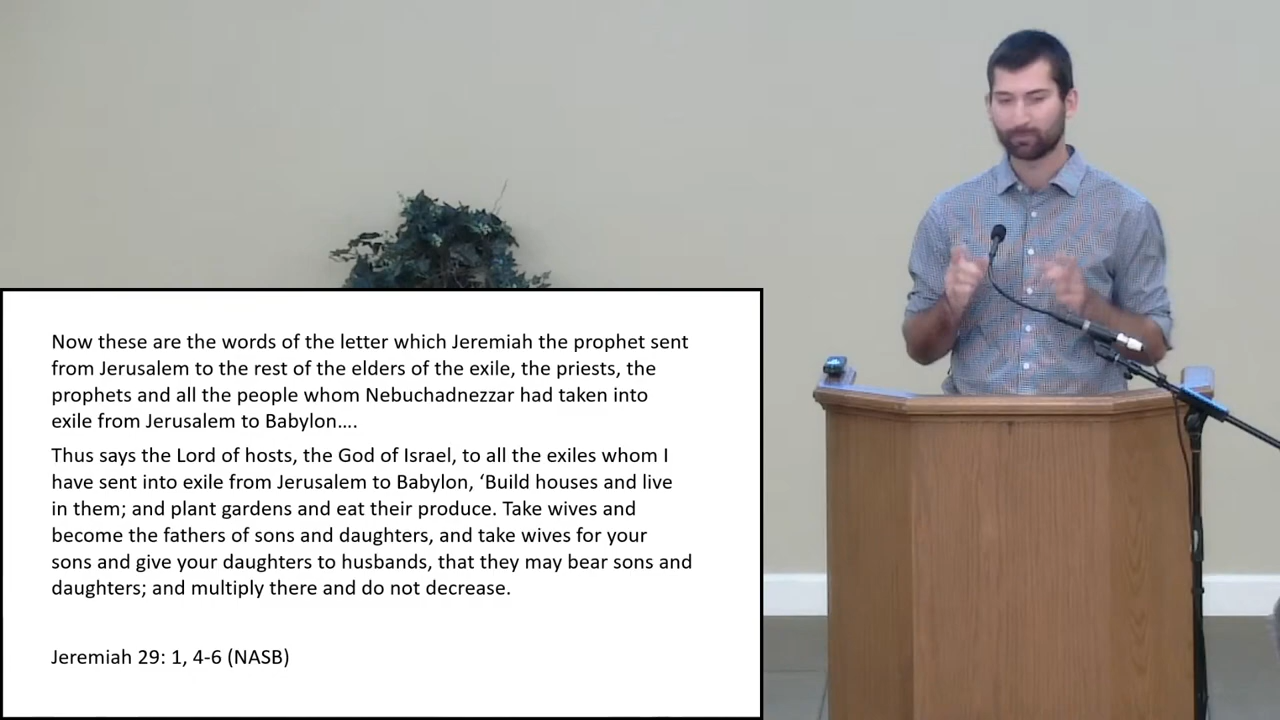 Now these are the words of the letter which Jeremiah the prophet sent
from Jerusalem to the rest of the elders of the exile, the priests, the
prophets and all the people whom Nebuchadnezzar had taken into
exile from Jerusalem to Babylon....
Thus says the Lord of hosts, the God of Israel, to all the exiles whom I
have sent into exile from Jerusalem to Babylon, ‘Build houses and live
in them; and plant gardens and eat their produce. Take wives and
become the fathers of sons and daughters, and take wives for your
sons and give your daughters to husbands, that they may bear sons and
daughters; and multiply there and do not decrease.
Jeremiah 29: 1, 4-6 (NASB)